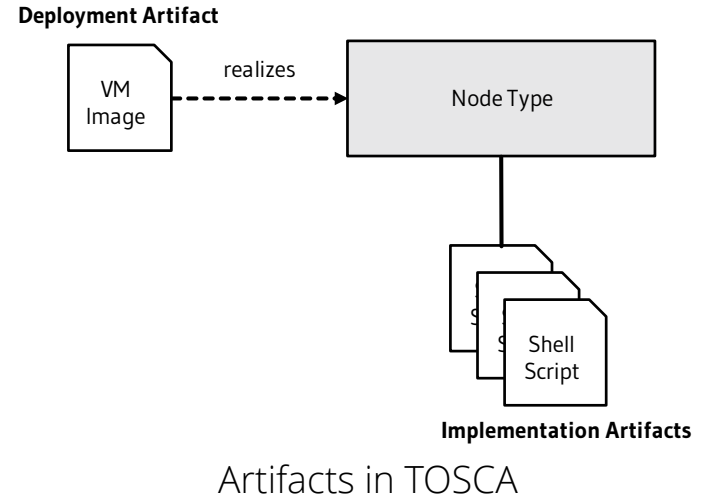 Deployment Artifact
VM
Image
realizes
Node Type
S
S
S
S
Shell
Script
Implementation Artifacts
Artifacts in TOSCA